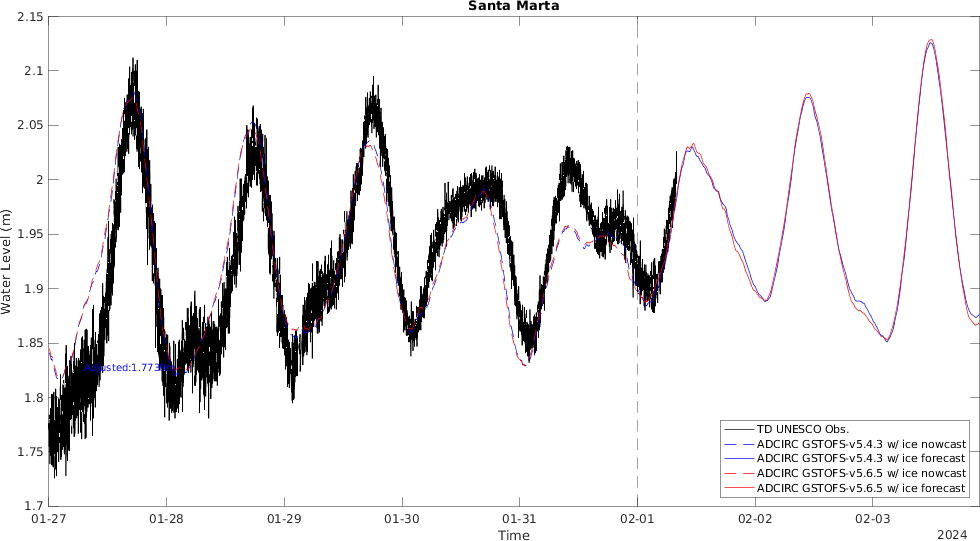 Santa Marta
Water Level (m)
2.15
2.1
2.05
2
1.95
1.9
1.85
1.8
1.75
1.7
01-27
01-28
01-29
01-30
01-31
02-01
02-02
02-03
Time
2024
TD UNESCO Obs.
ADCIRC GSTOFS-v5.4.3 w/ ice nowcast
ADCIRC GSTOFS-v5.4.3 w/ ice forecast
ADCIRC GSTOFS-v5.6.5 w/ ice nowcast
ADCIRC GSTOFS-v5.6.5 w/ ice forecast